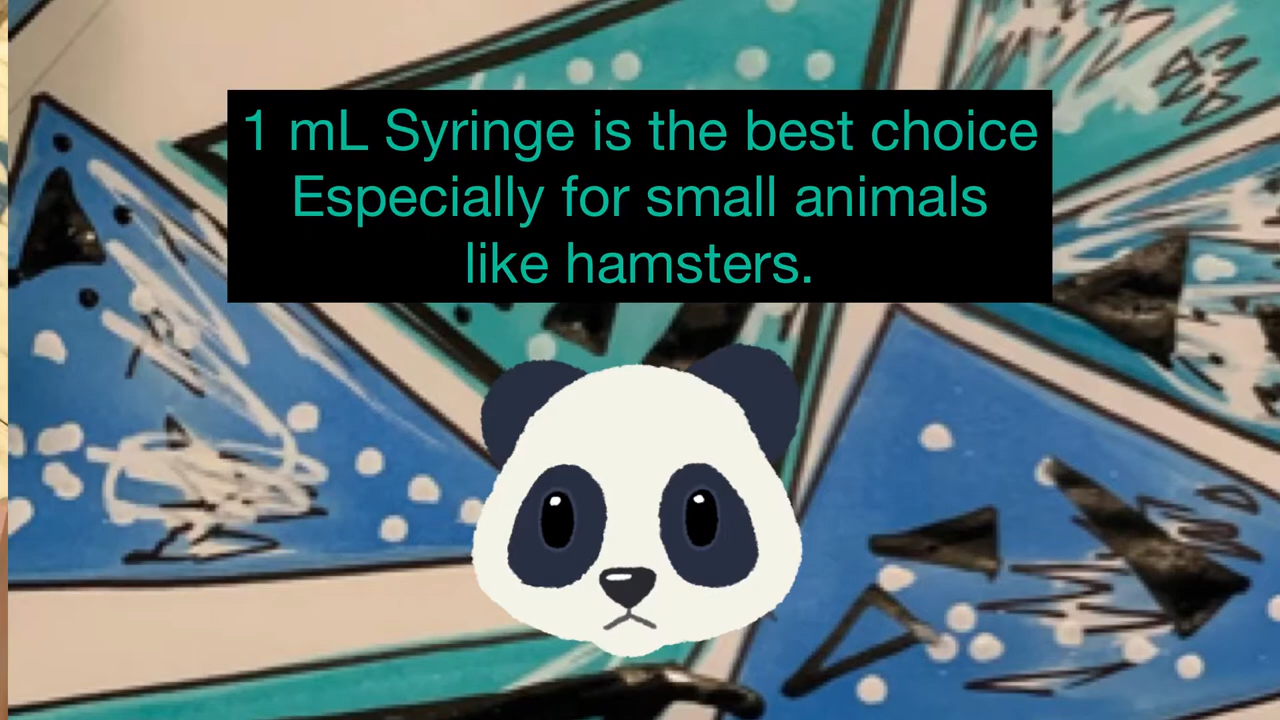 1 mL Syringe is the best choice
Especially for small animals
like hamsters.